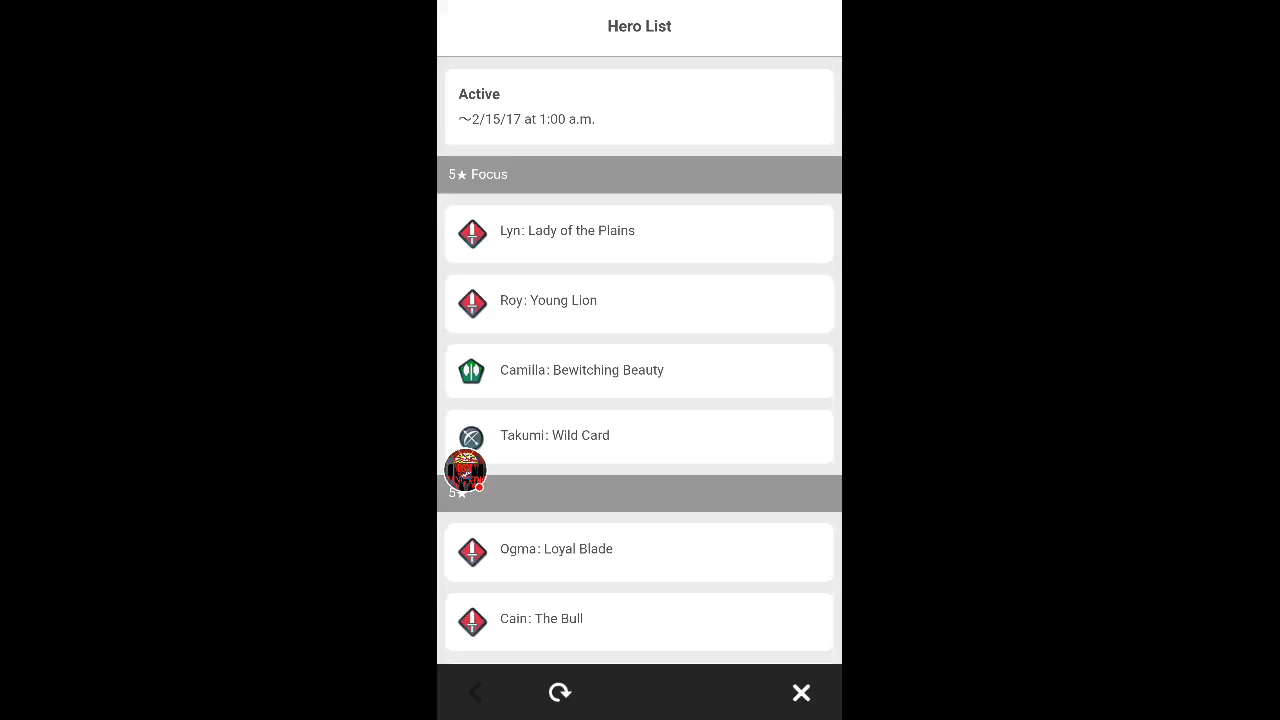 Hero List
Active
～2/15/17 at 1:00 a.m.
5★ Focus
Lyn: Lady of the Plains
Roy: Young Lion
Camilla: Bewitching Beauty
Takumi: Wild Card
5★
Ogma: Loyal Blade
Cain: The Bull